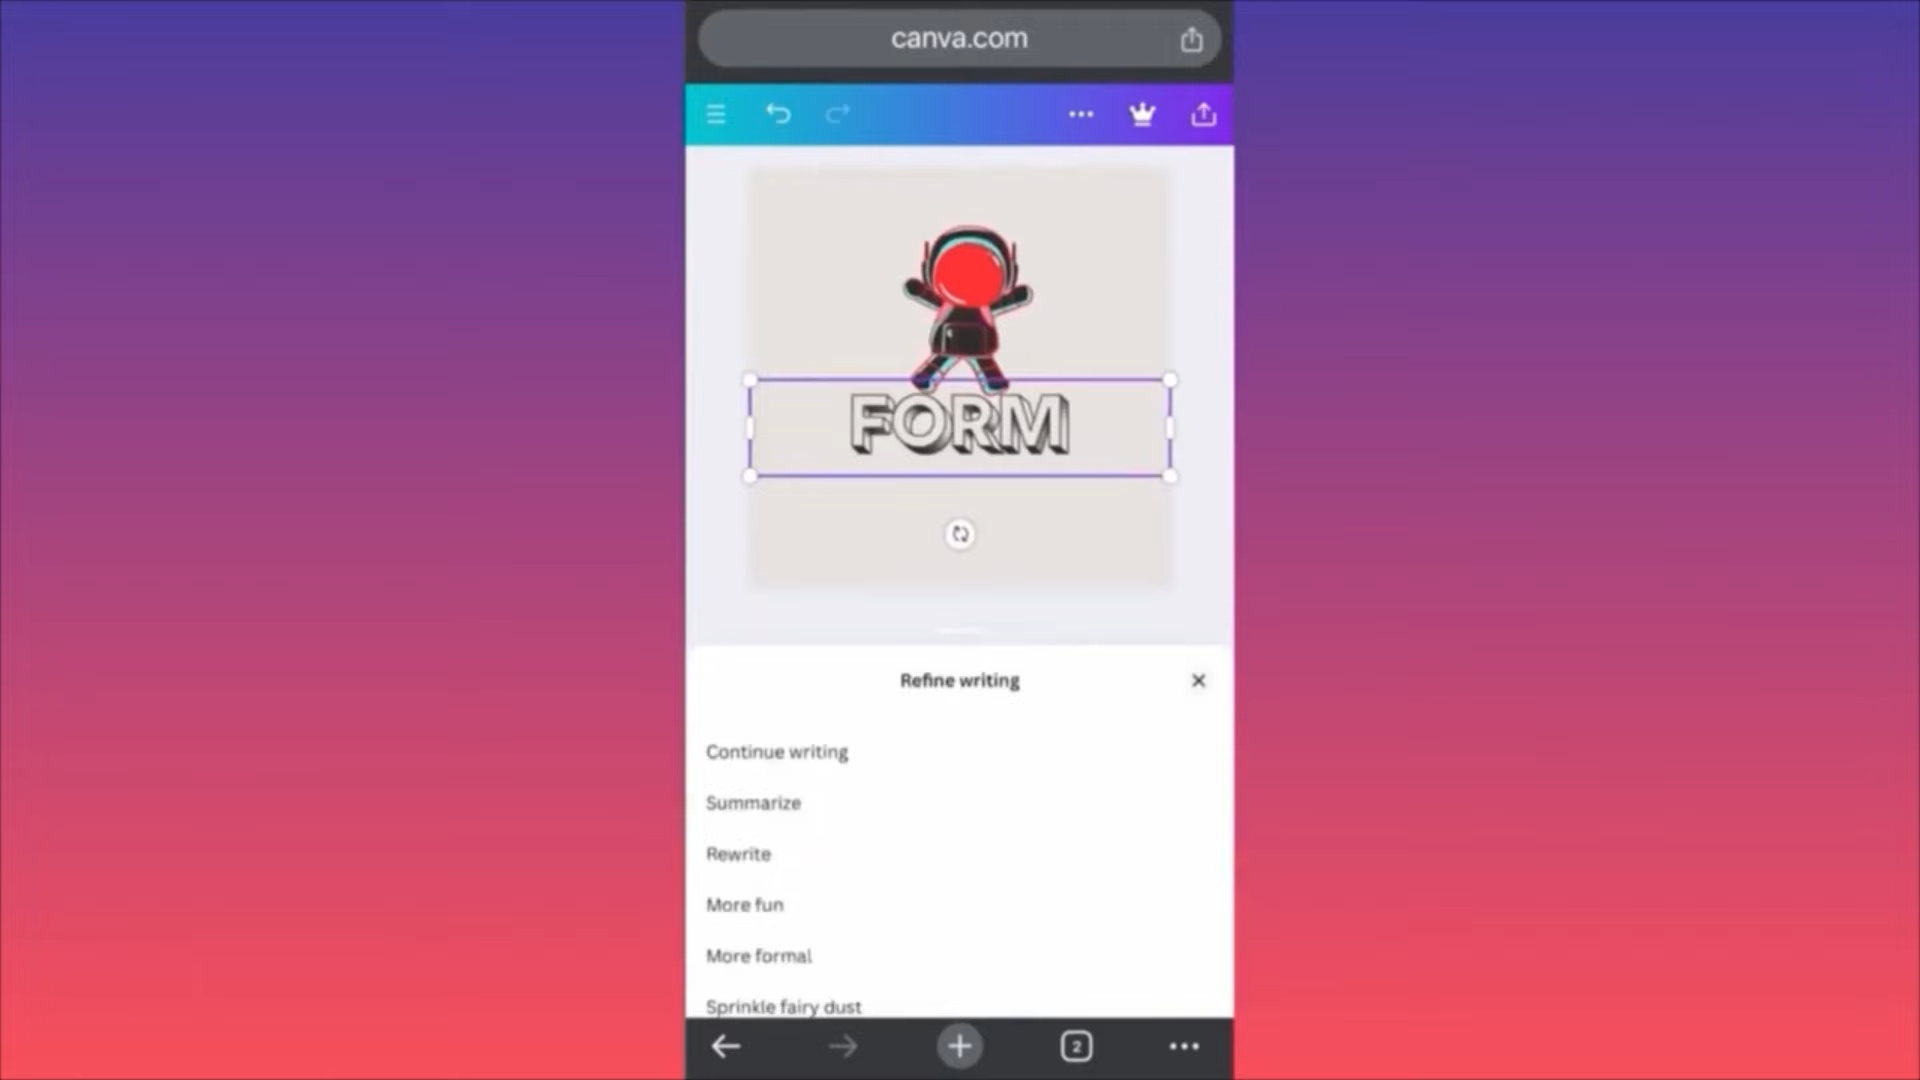 canva.com
FORM
Refine writing
Continue writing
Summarize
Rewrite
More fun
More formal
Sprinkle fairy dust
2